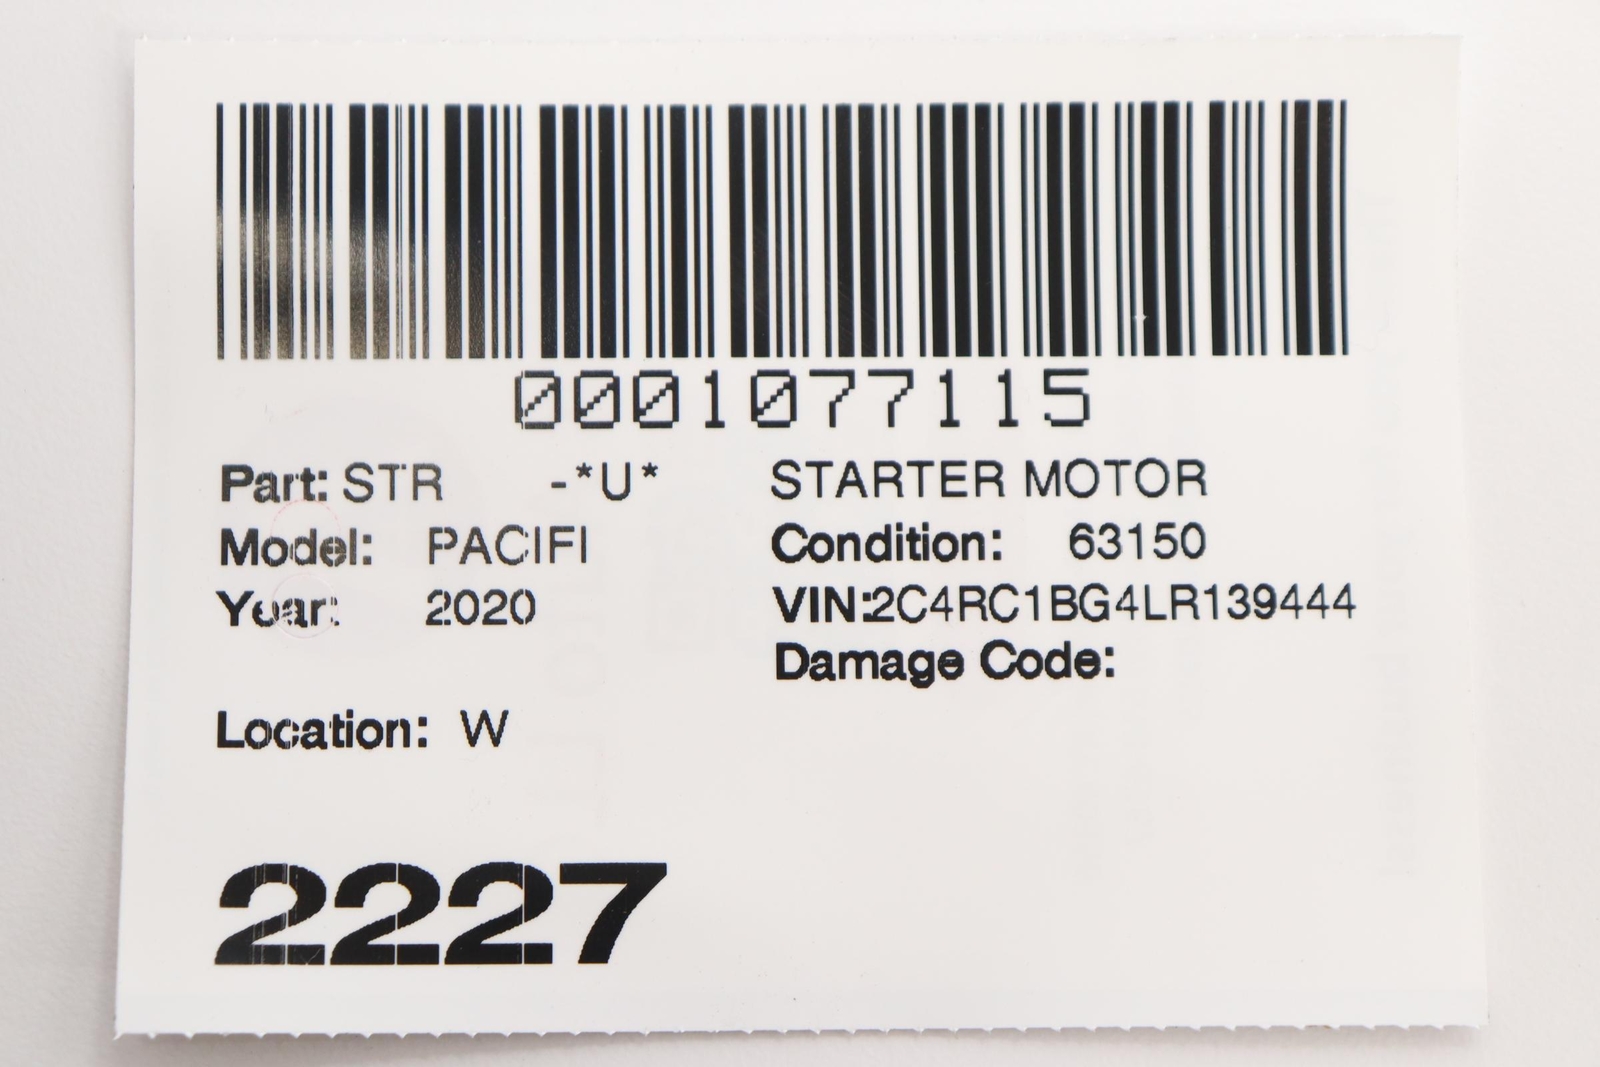 0001077115
Part: STR -*U* STARTER MOTOR
Model: PACIFI Condition: 63150
Year: 2020 VIN:2C4RC1BG4LR139444
Damage Code:
Location: W
2227